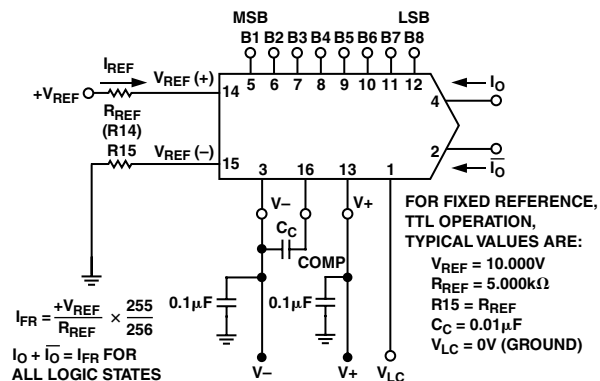 MSB LSB
B1 B2 B3 B4 B5 B6 B7 B8
I_REF
+V_REF
V_REF (+)
R_REF
(R14)
R15
V_REF (–)
5 6 7 8 9 10 11 12
14
15
4
2
3 16 13 1
I_O
I̅_O
V– V+
C_C
COMP
0.1µF 0.1µF
V– V+ V_LC
FOR FIXED REFERENCE,
TTL OPERATION,
TYPICAL VALUES ARE:
V_REF = 10.000V
R_REF = 5.000kΩ
R15 = R_REF
C_C = 0.01µF
V_LC = 0V (GROUND)
I_FR = +V_REF / R_REF × 255 / 256
I_O + I̅_O = I_FR FOR
ALL LOGIC STATES